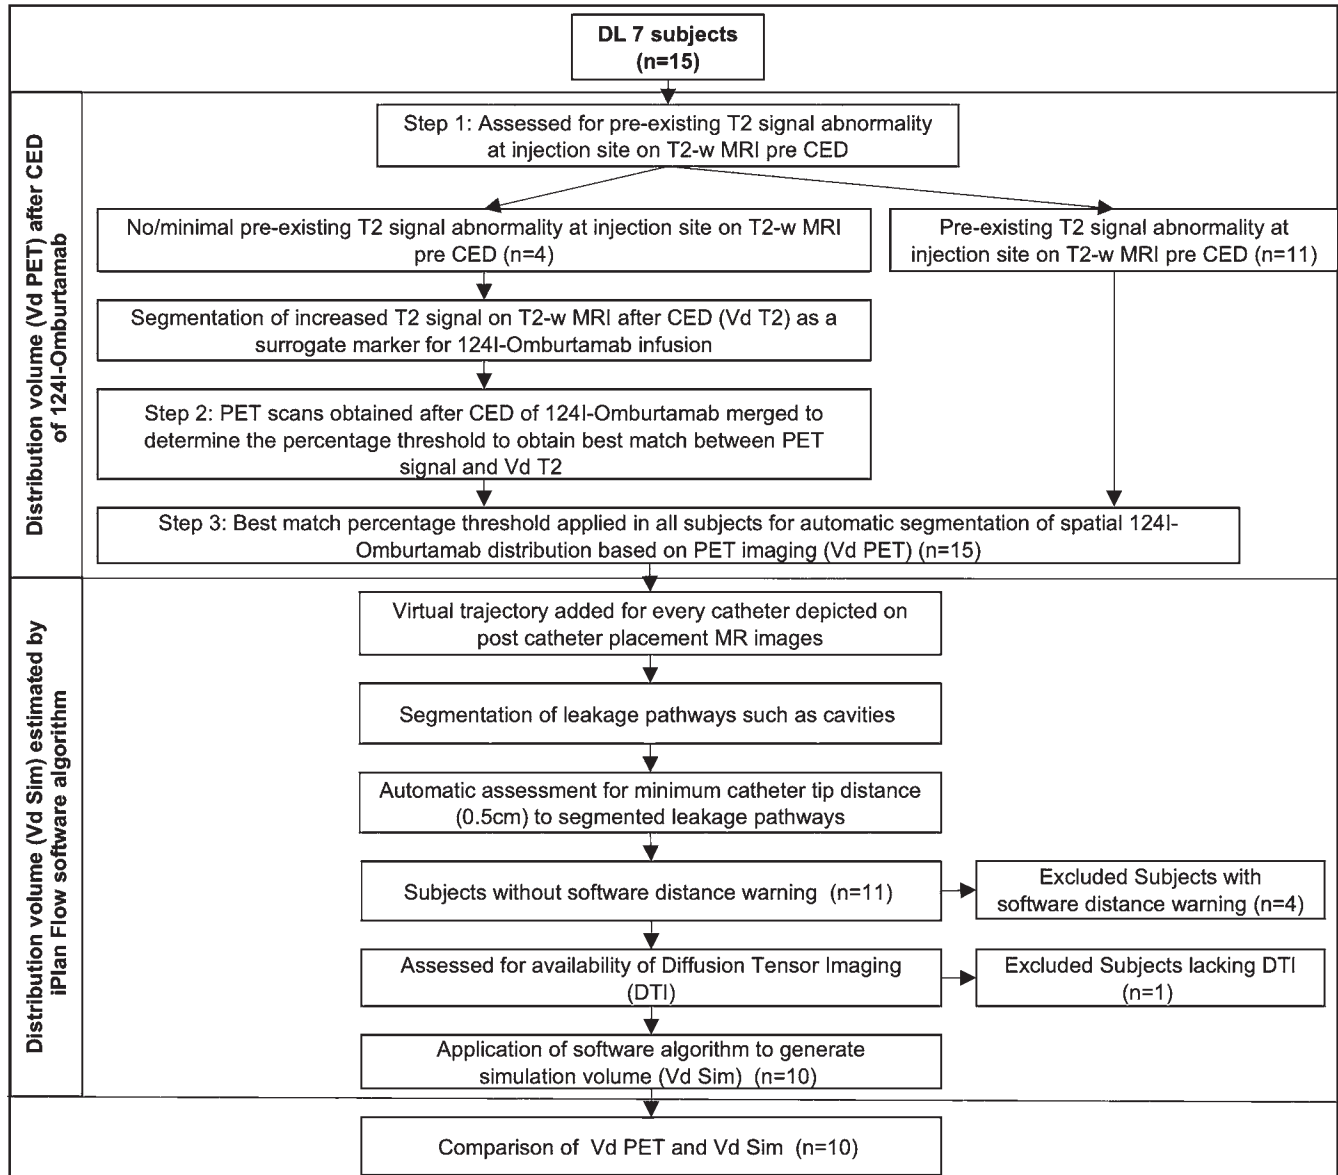 DL 7 subjects
(n=15)
Distribution volume (Vd PET) after CED
of 124I-Omburtamab
Step 1: Assessed for pre-existing T2 signal abnormality
at injection site on T2-w MRI pre CED
No/minimal pre-existing T2 signal abnormality at injection site on T2-w MRI
pre CED (n=4)
Pre-existing T2 signal abnormality at
injection site on T2-w MRI pre CED (n=11)
Segmentation of increased T2 signal on T2-w MRI after CED (Vd T2) as a
surrogate marker for 124I-Omburtamab infusion
Step 2: PET scans obtained after CED of 124I-Omburtamab merged to
determine the percentage threshold to obtain best match between PET
signal and Vd T2
Step 3: Best match percentage threshold applied in all subjects for automatic segmentation of spatial 124I-
Omburtamab distribution based on PET imaging (Vd PET) (n=15)
Distribution volume (Vd Sim) estimated by
iPlan Flow software algorithm
Virtual trajectory added for every catheter depicted on
post catheter placement MR images
Segmentation of leakage pathways such as cavities
Automatic assessment for minimum catheter tip distance
(0.5cm) to segmented leakage pathways
Subjects without software distance warning (n=11)
Excluded Subjects with
software distance warning (n=4)
Assessed for availability of Diffusion Tensor Imaging
(DTI)
Excluded Subjects lacking DTI
(n=1)
Application of software algorithm to generate
simulation volume (Vd Sim) (n=10)
Comparison of Vd PET and Vd Sim (n=10)